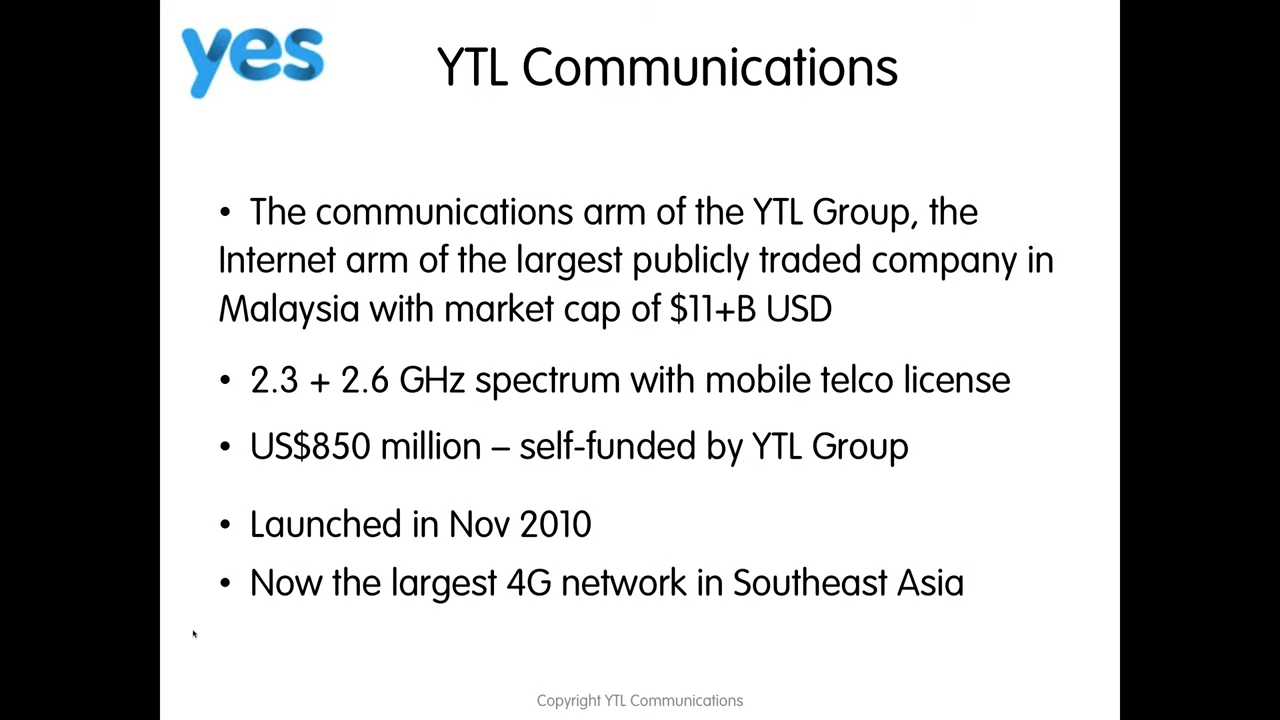 yes
YTL Communications
• The communications arm of the YTL Group, the
Internet arm of the largest publicly traded company in
Malaysia with market cap of $11+B USD
• 2.3 + 2.6 GHz spectrum with mobile telco license
• US$850 million – self-funded by YTL Group
• Launched in Nov 2010
• Now the largest 4G network in Southeast Asia
Copyright YTL Communications